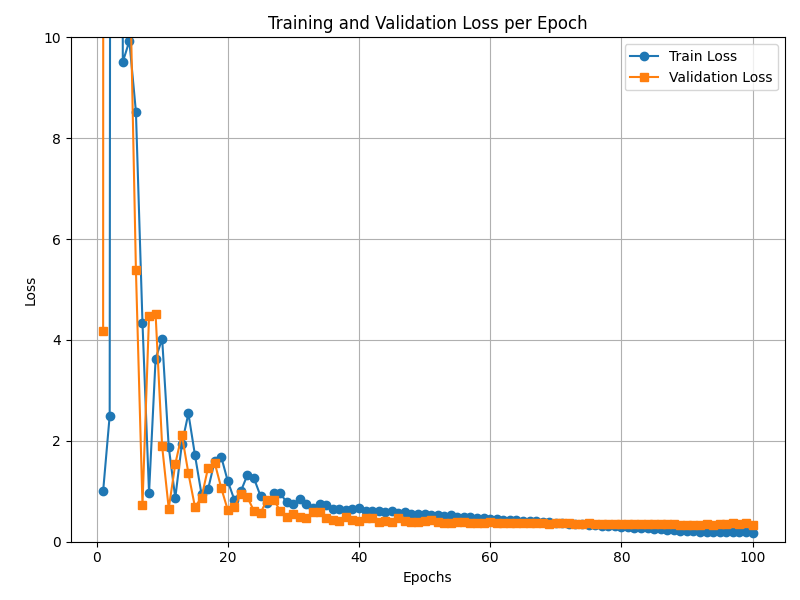 Training and Validation Loss per Epoch
Train Loss
Validation Loss
Loss
10
8
6
4
2
0
0 20 40 60 80 100
Epochs